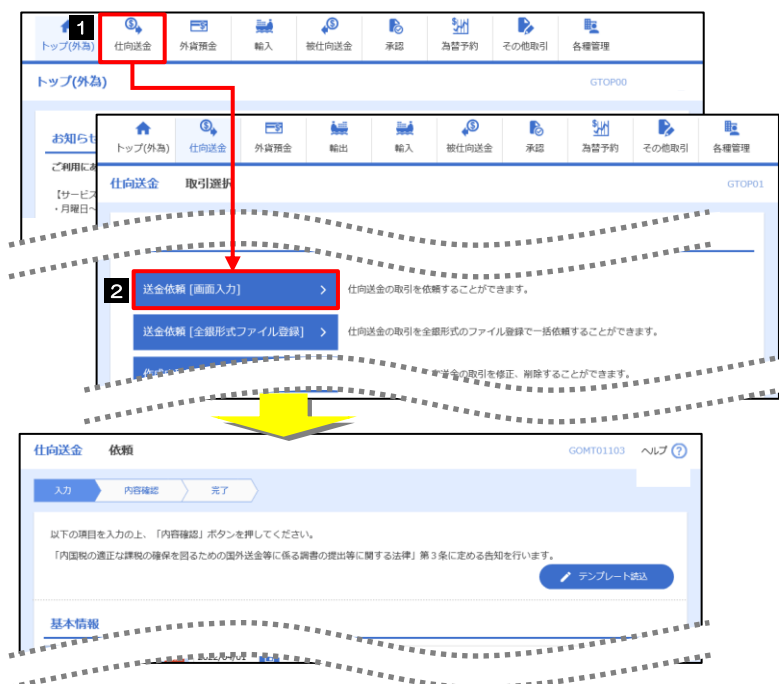 1
トップ(外為) 仕向送金 外貨預金 輸入 被仕向送金 承認 為替予約 その他取引 各種管理
トップ(外為) GTOP00
お知らせ
ご利用にあ
【サービス
・月曜日～
トップ(外為) 仕向送金 外貨預金 輸出 輸入 被仕向送金 承認 為替予約 その他取引 各種管理
仕向送金 取引選択 GTOP01
2
送金依頼 [画面入力] 仕向送金の取引を依頼することができます。
送金依頼 [全銀形式ファイル登録] 仕向送金の取引を全銀形式のファイル登録で一括依頼することができます。
送金の取引を修正、削除することができます。
仕向送金 依頼 GOMT01103 ヘルプ ?
入力 内容確認 完了
以下の項目を入力の上、「内容確認」ボタンを押してください。
「内国税の適正な課税の確保を図るための国外送金等に係る調書の提出等に関する法律」第３条に定める告知を行います。
テンプレート読込
基本情報